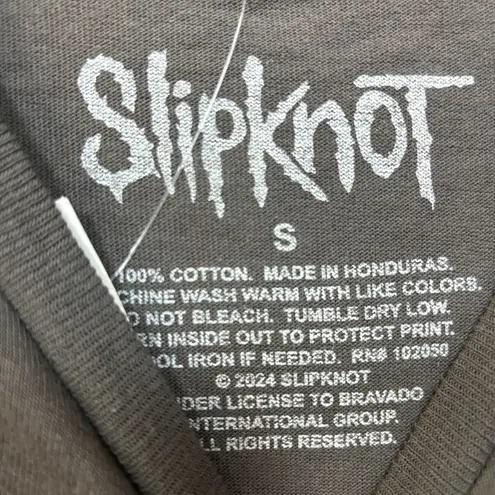 SlipknoT
S
100% COTTON. MADE IN HONDURAS.
CHINE WASH WARM WITH LIKE COLORS.
O NOT BLEACH. TUMBLE DRY LOW.
RN INSIDE OUT TO PROTECT PRINT.
OOL IRON IF NEEDED. RN# 102050
© 2024 SLIPKNOT
DER LICENSE TO BRAVADO
NTERNATIONAL GROUP.
LL RIGHTS RESERVED.